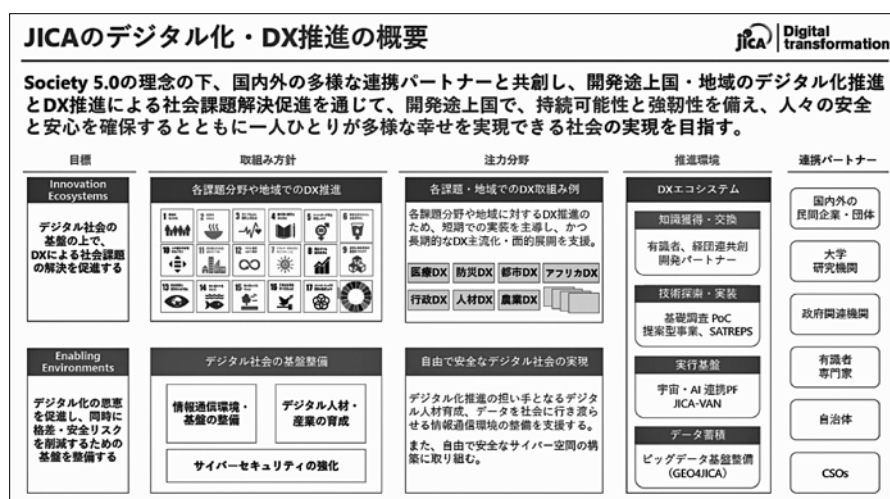 JICAのデジタル化・DX推進の概要
jICA
Digital
transformation
Society 5.0の理念の下、国内外の多様な連携パートナーと共創し、開発途上国・地域のデジタル化推進
とDX推進による社会課題解決促進を通じて、開発途上国で、持続可能性と強靭性を備え、人々の安全
と安心を確保するとともに一人ひとりが多様な幸せを実現できる社会の実現を目指す。
目標
Innovation
Ecosystems
デジタル社会の
基盤の上で、
DXによる社会課題
の解決を促進する
Enabling
Environments
デジタル化の恩恵
を促進し、同時に
格差・安全リスク
を削減するための
基盤を整備する
取組み方針
各課題分野や地域でのDX推進
1
2
3
4
5
6
10
11
12
7
8
9
13
14
15
16
17
デジタル社会の基盤整備
情報通信環境・
基盤の整備
デジタル人材・
産業の育成
サイバーセキュリティの強化
注力分野
各課題・地域でのDX取組み例
各課題分野や地域に対するDX推進の
ため、短期での実装を主導し、かつ
長期的なDX主流化・面的展開を支援。
医療DX 防災DX 都市DX アフリカDX
行政DX 人材DX 農業DX
自由で安全なデジタル社会の実現
デジタル化推進の担い手となるデジタ
ル人材育成、データを社会に行き渡ら
せる情報通信環境の整備を支援する。
また、自由で安全なサイバー空間の構
築に取り組む。
推進環境
DXエコシステム
知識獲得・交換
有識者、経団連共創
開発パートナー
技術探索・実装
基礎調査 PoC
提案型事業、SATREPS
実行基盤
宇宙・AI 連携PF
JICA-VAN
データ蓄積
ビッグデータ基盤整備
(GEO4JICA)
連携パートナー
国内外の
民間企業・団体
大学
研究機関
政府関連機関
有識者
専門家
自治体
CSOs